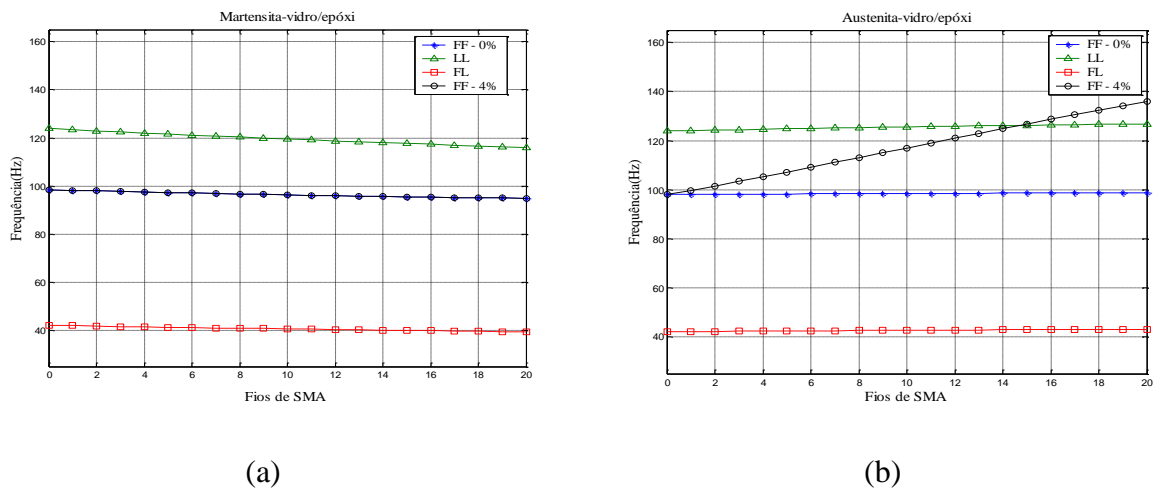 Martensita-vidro/epóxi
160
140
120
100
80
60
40
Frequência(Hz)
0 2 4 6 8 10 12 14 16 18 20
Fios de SMA
FF - 0%
LL
FL
FF - 4%
(a)
Austenita-vidro/epóxi
160
140
120
100
80
60
40
Frequência(Hz)
0 2 4 6 8 10 12 14 16 18 20
Fios de SMA
FF - 0%
LL
FL
FF - 4%
(b)